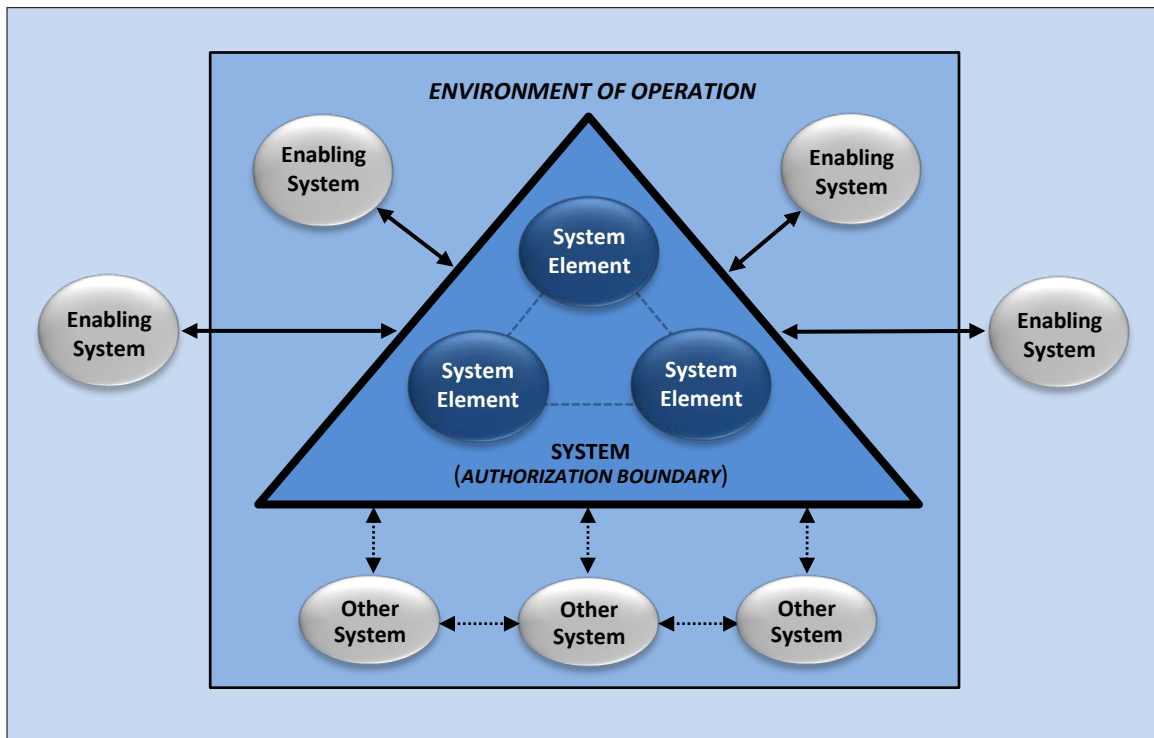 ENVIRONMENT OF OPERATION
Enabling
System
Enabling
System
System
Element
Enabling
System
Enabling
System
System
Element
System
Element
SYSTEM
(AUTHORIZATION BOUNDARY)
Other
System
Other
System
Other
System